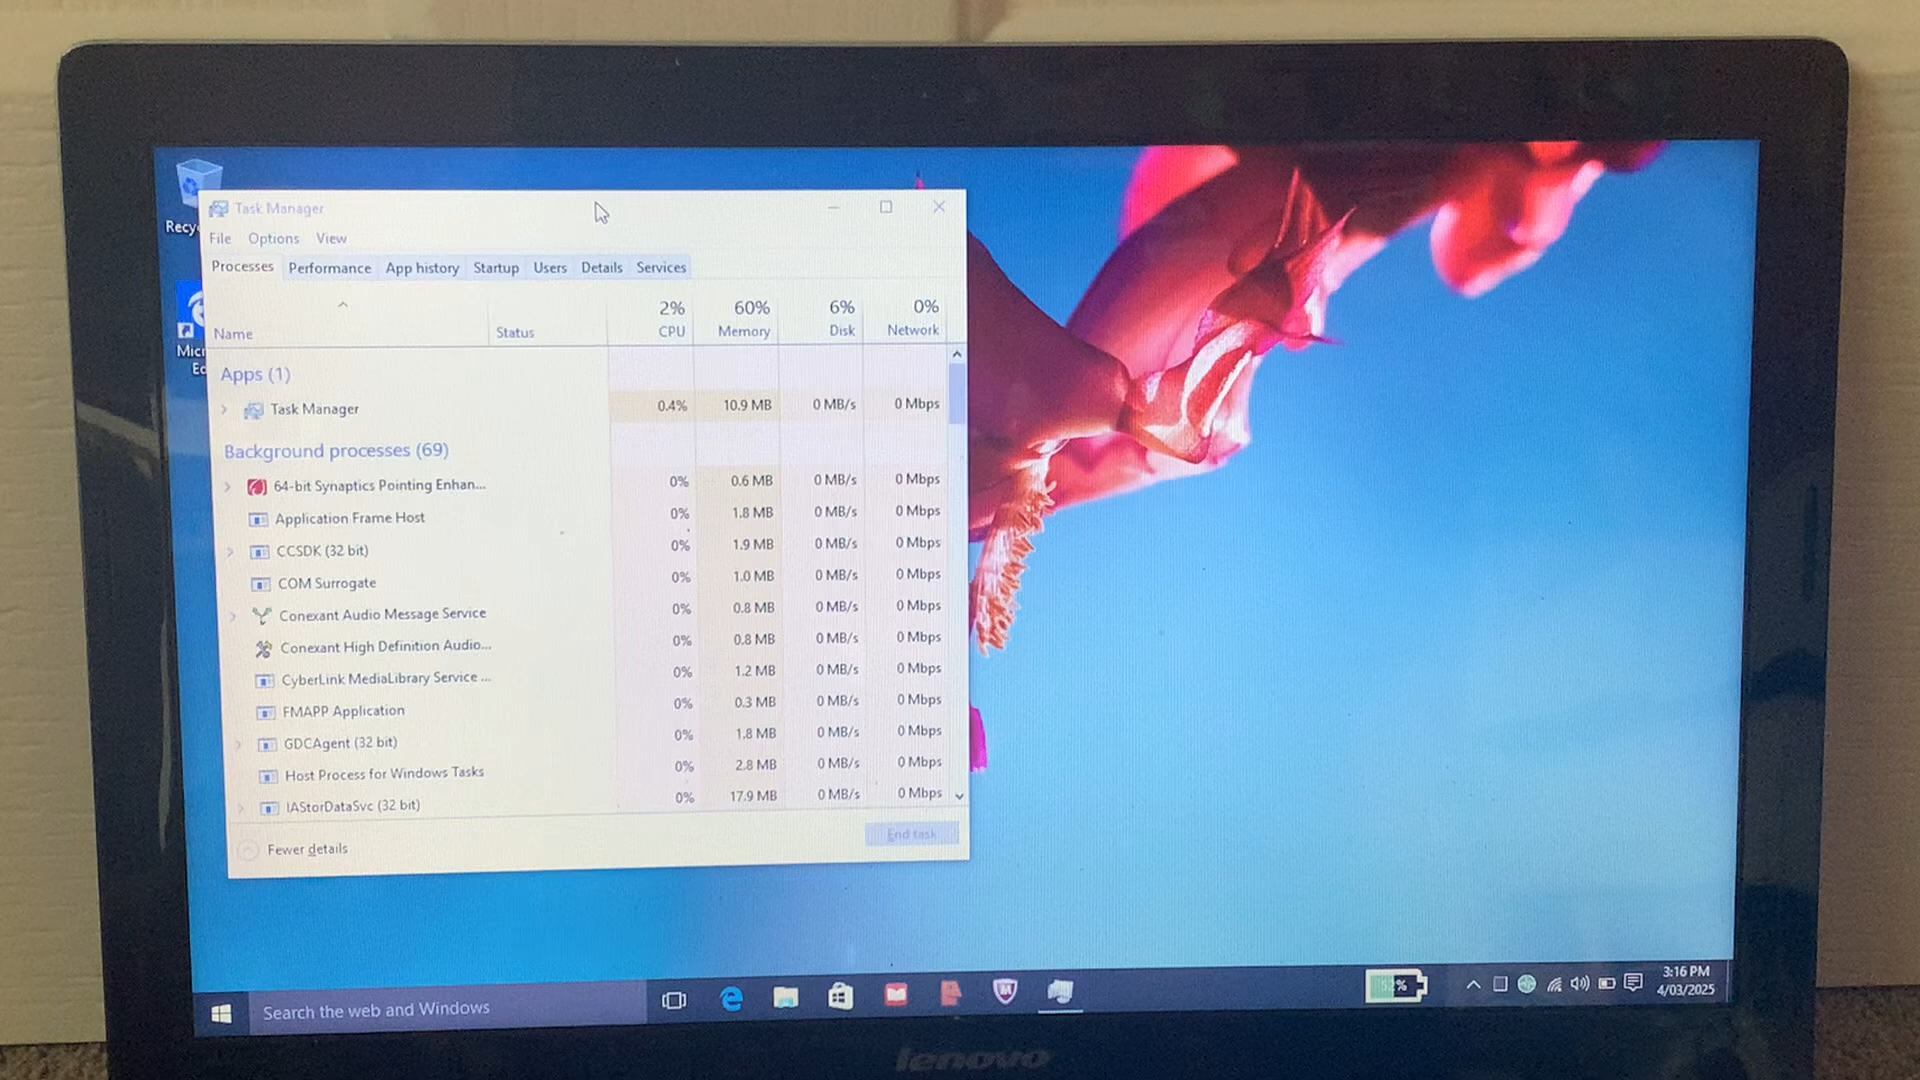 Recy
Micr
Ed
Task Manager
File Options View
Processes Performance App history Startup Users Details Services
2% 60% 6% 0%
Name Status CPU Memory Disk Network
Apps (1)
Task Manager 0.4% 10.9 MB 0 MB/s 0 Mbps
Background processes (69)
64-bit Synaptics Pointing Enhan... 0% 0.6 MB 0 MB/s 0 Mbps
Application Frame Host 0% 1.8 MB 0 MB/s 0 Mbps
CCSDK (32 bit) 0% 1.9 MB 0 MB/s 0 Mbps
COM Surrogate 0% 1.0 MB 0 MB/s 0 Mbps
Conexant Audio Message Service 0% 0.8 MB 0 MB/s 0 Mbps
Conexant High Definition Audio... 0% 0.8 MB 0 MB/s 0 Mbps
CyberLink MediaLibrary Service ... 0% 1.2 MB 0 MB/s 0 Mbps
FMAPP Application 0% 0.3 MB 0 MB/s 0 Mbps
GDCAgent (32 bit) 0% 1.8 MB 0 MB/s 0 Mbps
Host Process for Windows Tasks 0% 2.8 MB 0 MB/s 0 Mbps
IAStorDataSvc (32 bit) 0% 17.9 MB 0 MB/s 0 Mbps
Fewer details
End task
Search the web and Windows
3:16 PM
4/03/2025
lenovo